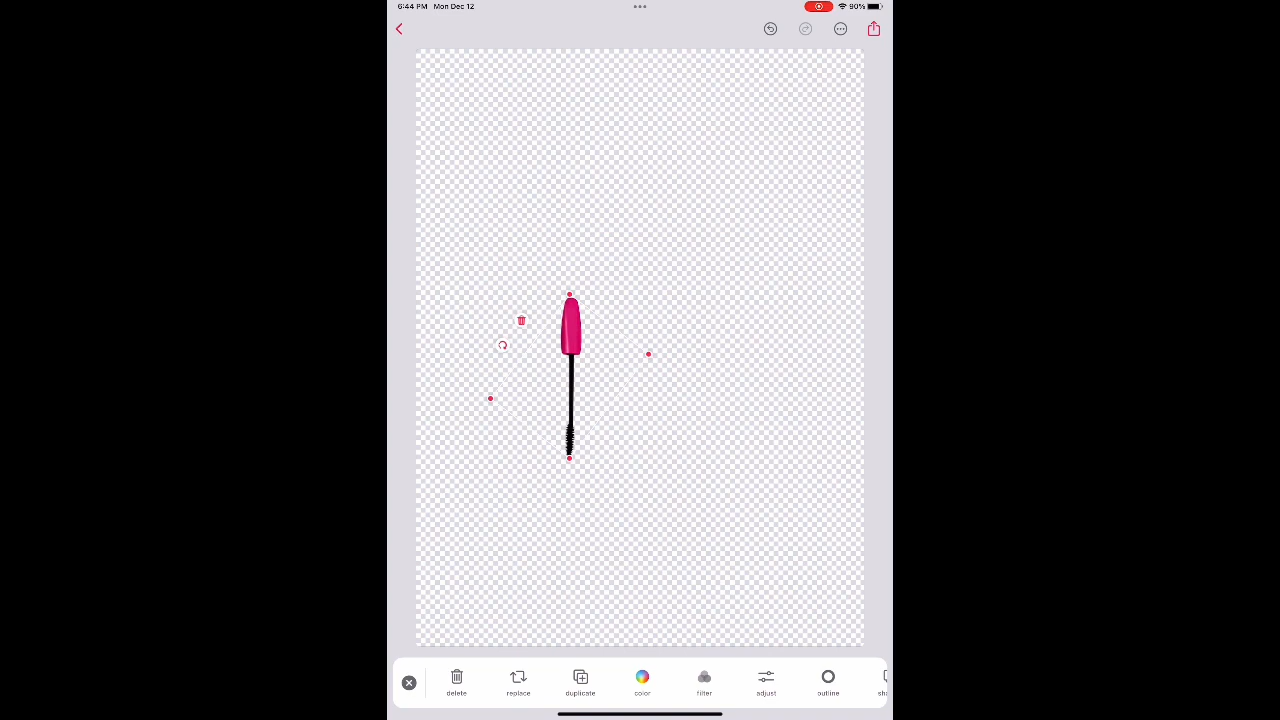 6:44 PM Mon Dec 12
90%
delete
replace
duplicate
color
filter
adjust
outline